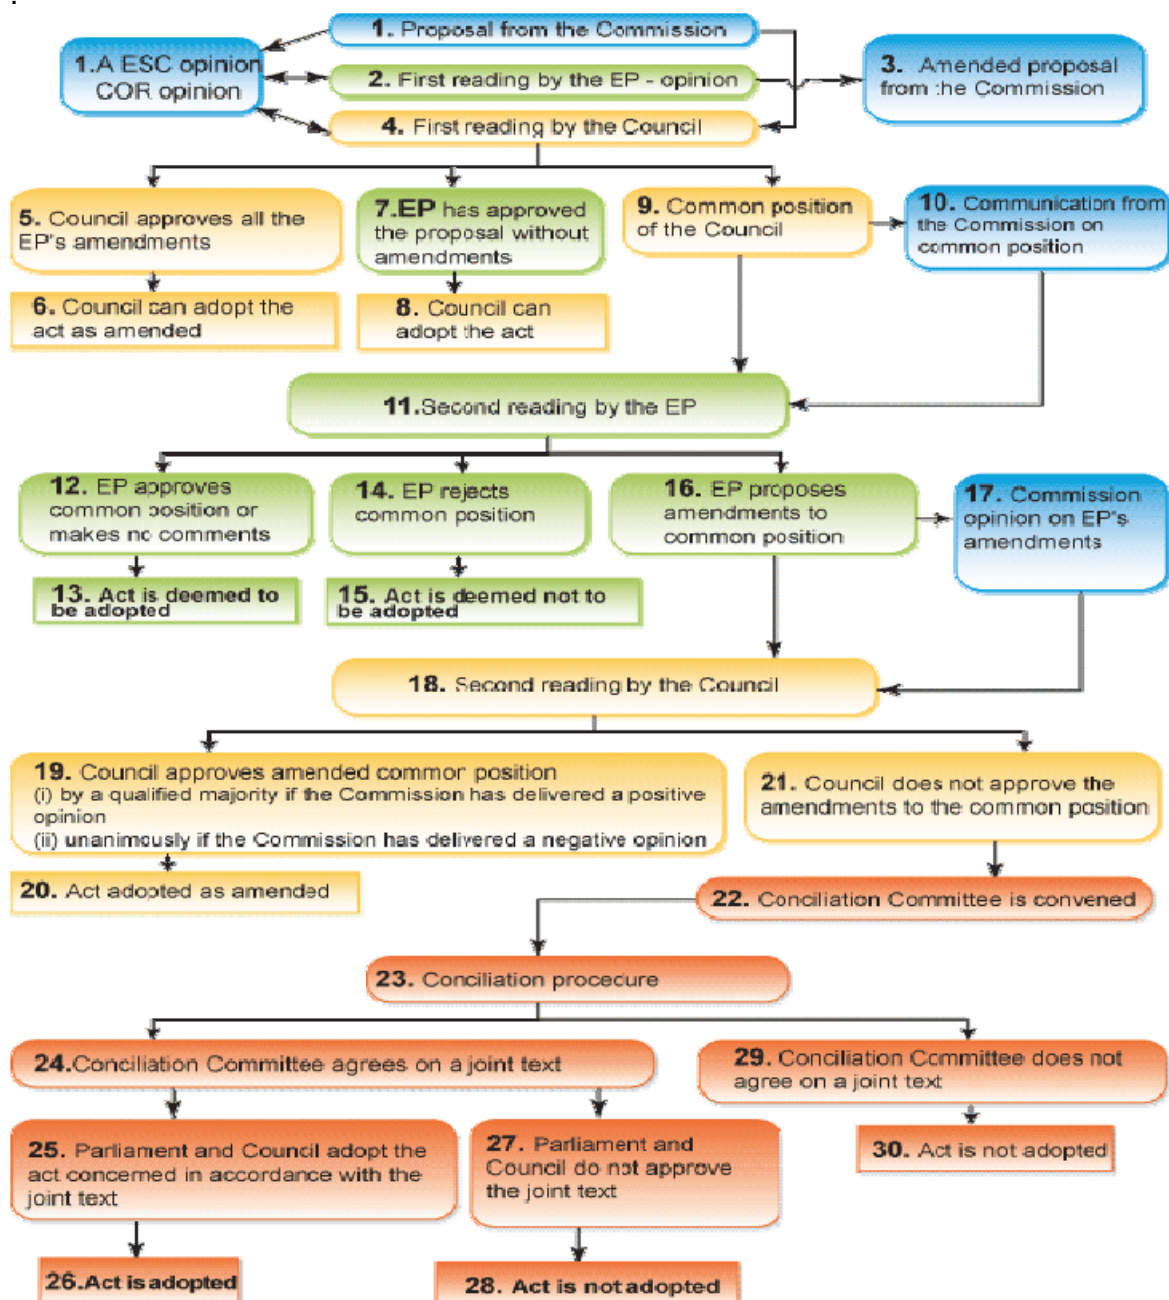 .
1. Proposal from the Commission
1.A ESC opinion
COR opinion
2. First reading by the EP - opinion
3. Amended proposal
from the Commission
4. First reading by the Council
5. Council approves all the
EP's amendments
7.EP has approved
the proposal without
amendments
9. Common position
of the Council
10. Communication from
the Commission on
common position
6. Council can adopt the
act as amended
8. Council can
adopt the act
11.Second reading by the EP
12. EP approves
common position or
makes no comments
14. EP rejects
common position
16. EP proposes
amendments to
common position
17. Commission
opinion on EP's
amendments
13. Act is deemed to
be adopted
15. Act is deemed not to
be adopted
18. Second reading by the Council
19. Council approves amended common position
(i) by a qualified majority if the Commission has delivered a positive
opinion
(ii) unanimously if the Commission has delivered a negative opinion
21. Council does not approve the
amendments to the common position
20. Act adopted as amended
22. Conciliation Committee is convened
23. Conciliation procedure
24.Conciliation Committee agrees on a joint text
29. Conciliation Committee does not
agree on a joint text
25. Parliament and Council adopt the
act concerned in accordance with the
joint text
27. Parliament and
Council do not approve
the joint text
30. Act is not adopted
26.Act is adopted
28. Act is not adopted